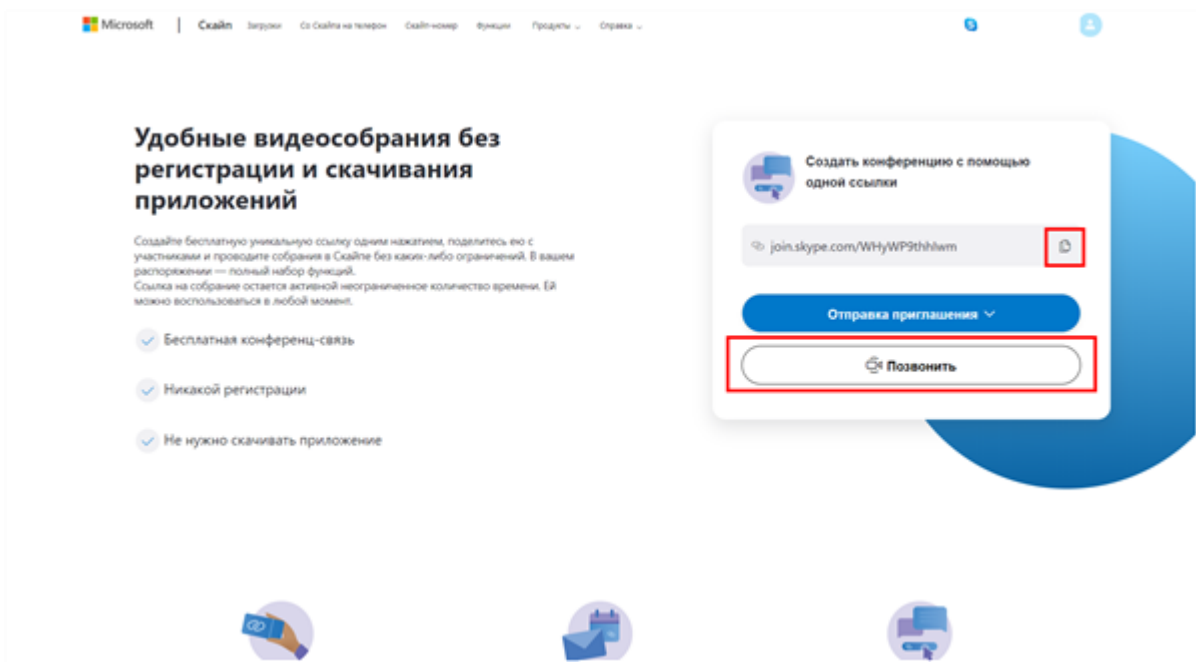 Microsoft | Скайп Загрузки Со Скайпа на телефон Скайп-номер Функции Продукты Справка
Удобные видеособрания без
регистрации и скачивания
приложений
Создайте бесплатную уникальную ссылку одним нажатием, поделитесь ею с
участниками и проводите собрания в Скайпе без каких-либо ограничений. В вашем
распоряжении — полный набор функций.
Ссылка на собрание остается активной неограниченное количество времени. Ей
можно воспользоваться в любой момент.
Бесплатная конференц-связь
Никакой регистрации
Не нужно скачивать приложение
Создать конференцию с помощью
одной ссылки
join.skype.com/WHyWP9thhlwm
Отправка приглашения
Позвонить